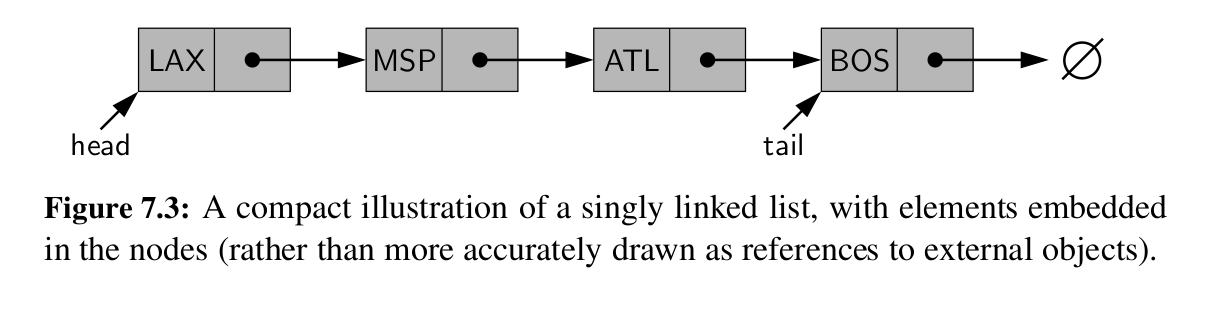 LAX MSP ATL BOS ∅
head tail
Figure 7.3: A compact illustration of a singly linked list, with elements embedded
in the nodes (rather than more accurately drawn as references to external objects).